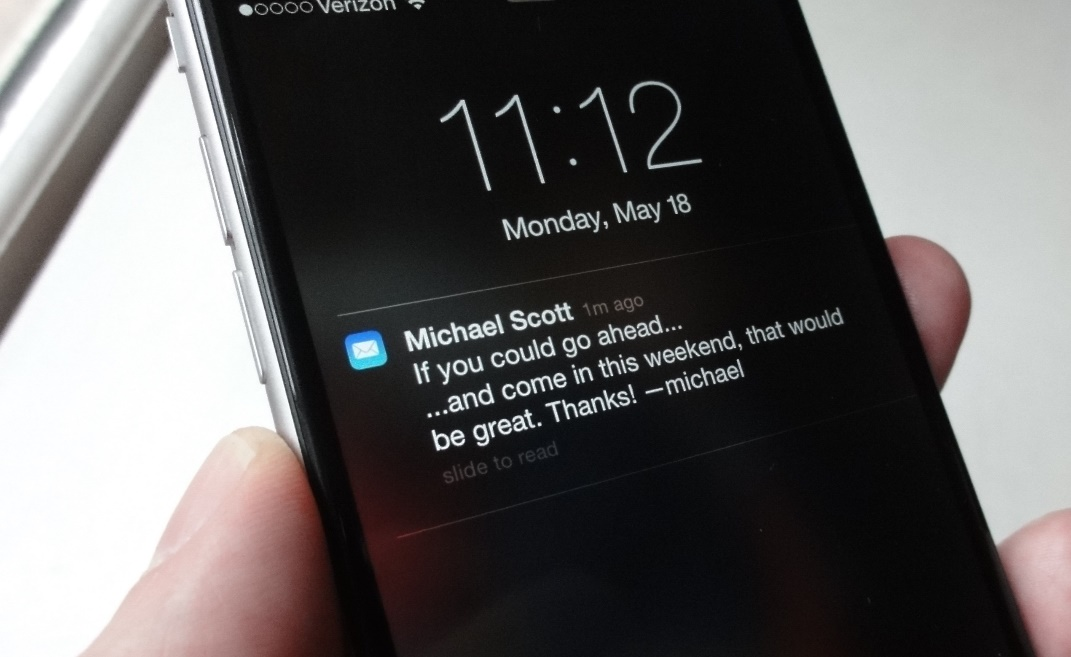 Verizon
11:12
Monday, May 18
Michael Scott 1m ago
If you could go ahead...
...and come in this weekend, that would
be great. Thanks! —michael
slide to read